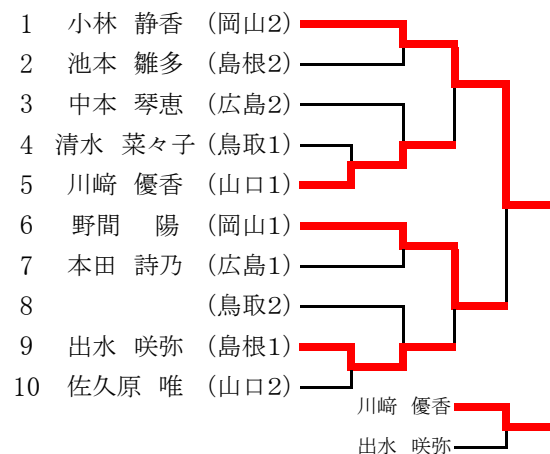 1 小林 静香 (岡山2)
2 池本 雛多 (島根2)
3 中本 琴恵 (広島2)
4 清水 菜々子 (鳥取1)
5 川﨑 優香 (山口1)
6 野間 陽 (岡山1)
7 本田 詩乃 (広島1)
8 (鳥取2)
9 出水 咲弥 (島根1)
10 佐久原 唯 (山口2)
川﨑 優香
出水 咲弥